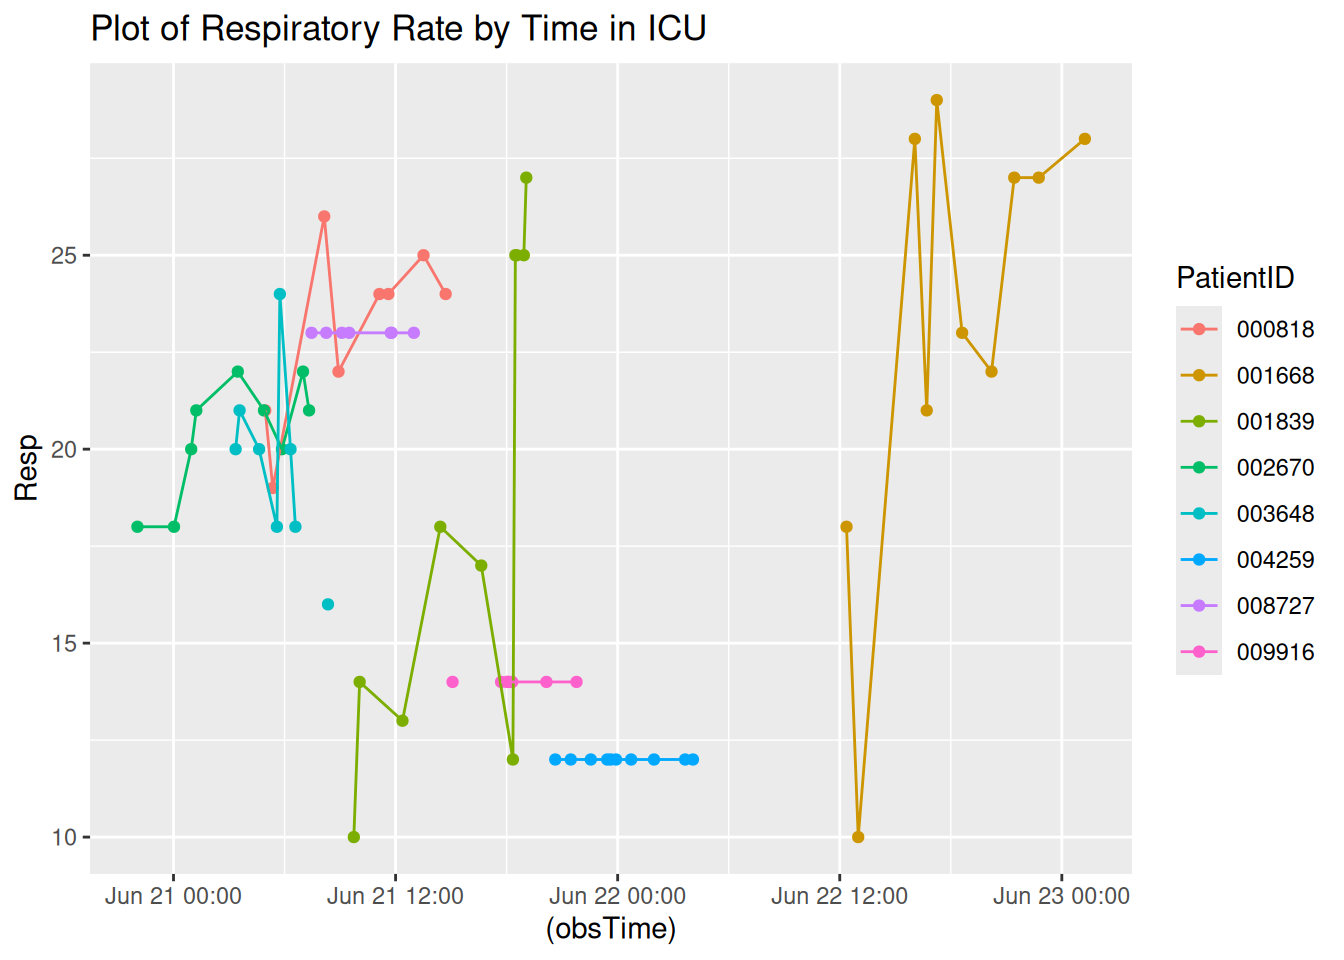 Plot of Respiratory Rate by Time in ICU
Resp
25
20
15
10
Jun 21 00:00
Jun 21 12:00
Jun 22 00:00
Jun 22 12:00
Jun 23 00:00
(obsTime)
PatientID
000818
001668
001839
002670
003648
004259
008727
009916